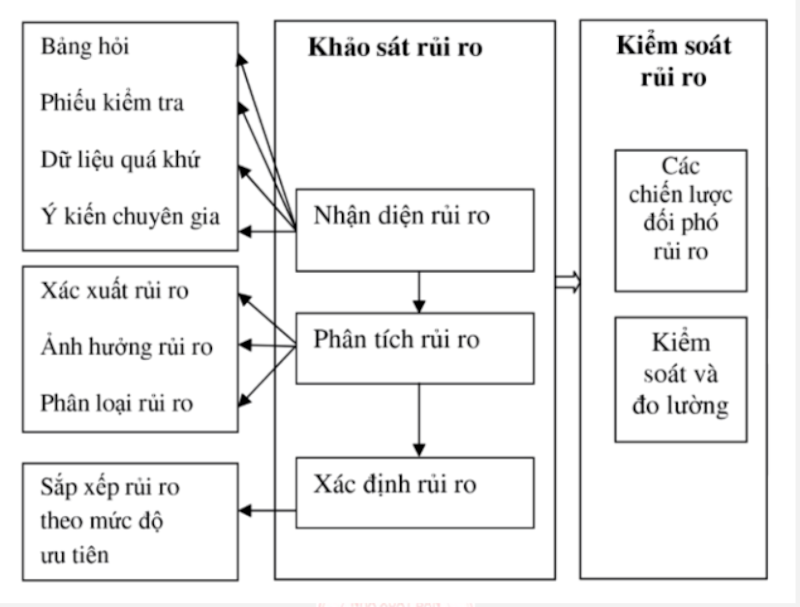 Bảng hỏi
Phiếu kiểm tra
Dữ liệu quá khứ
Ý kiến chuyên gia
Xác xuất rủi ro
Ảnh hưởng rủi ro
Phân loại rủi ro
Sắp xếp rủi ro
theo mức độ
ưu tiên
Khảo sát rủi ro
Nhận diện rủi ro
Phân tích rủi ro
Xác định rủi ro
Kiểm soát
rủi ro
Các
chiến lược
đối phó
rủi ro
Kiểm
soát và
đo lường